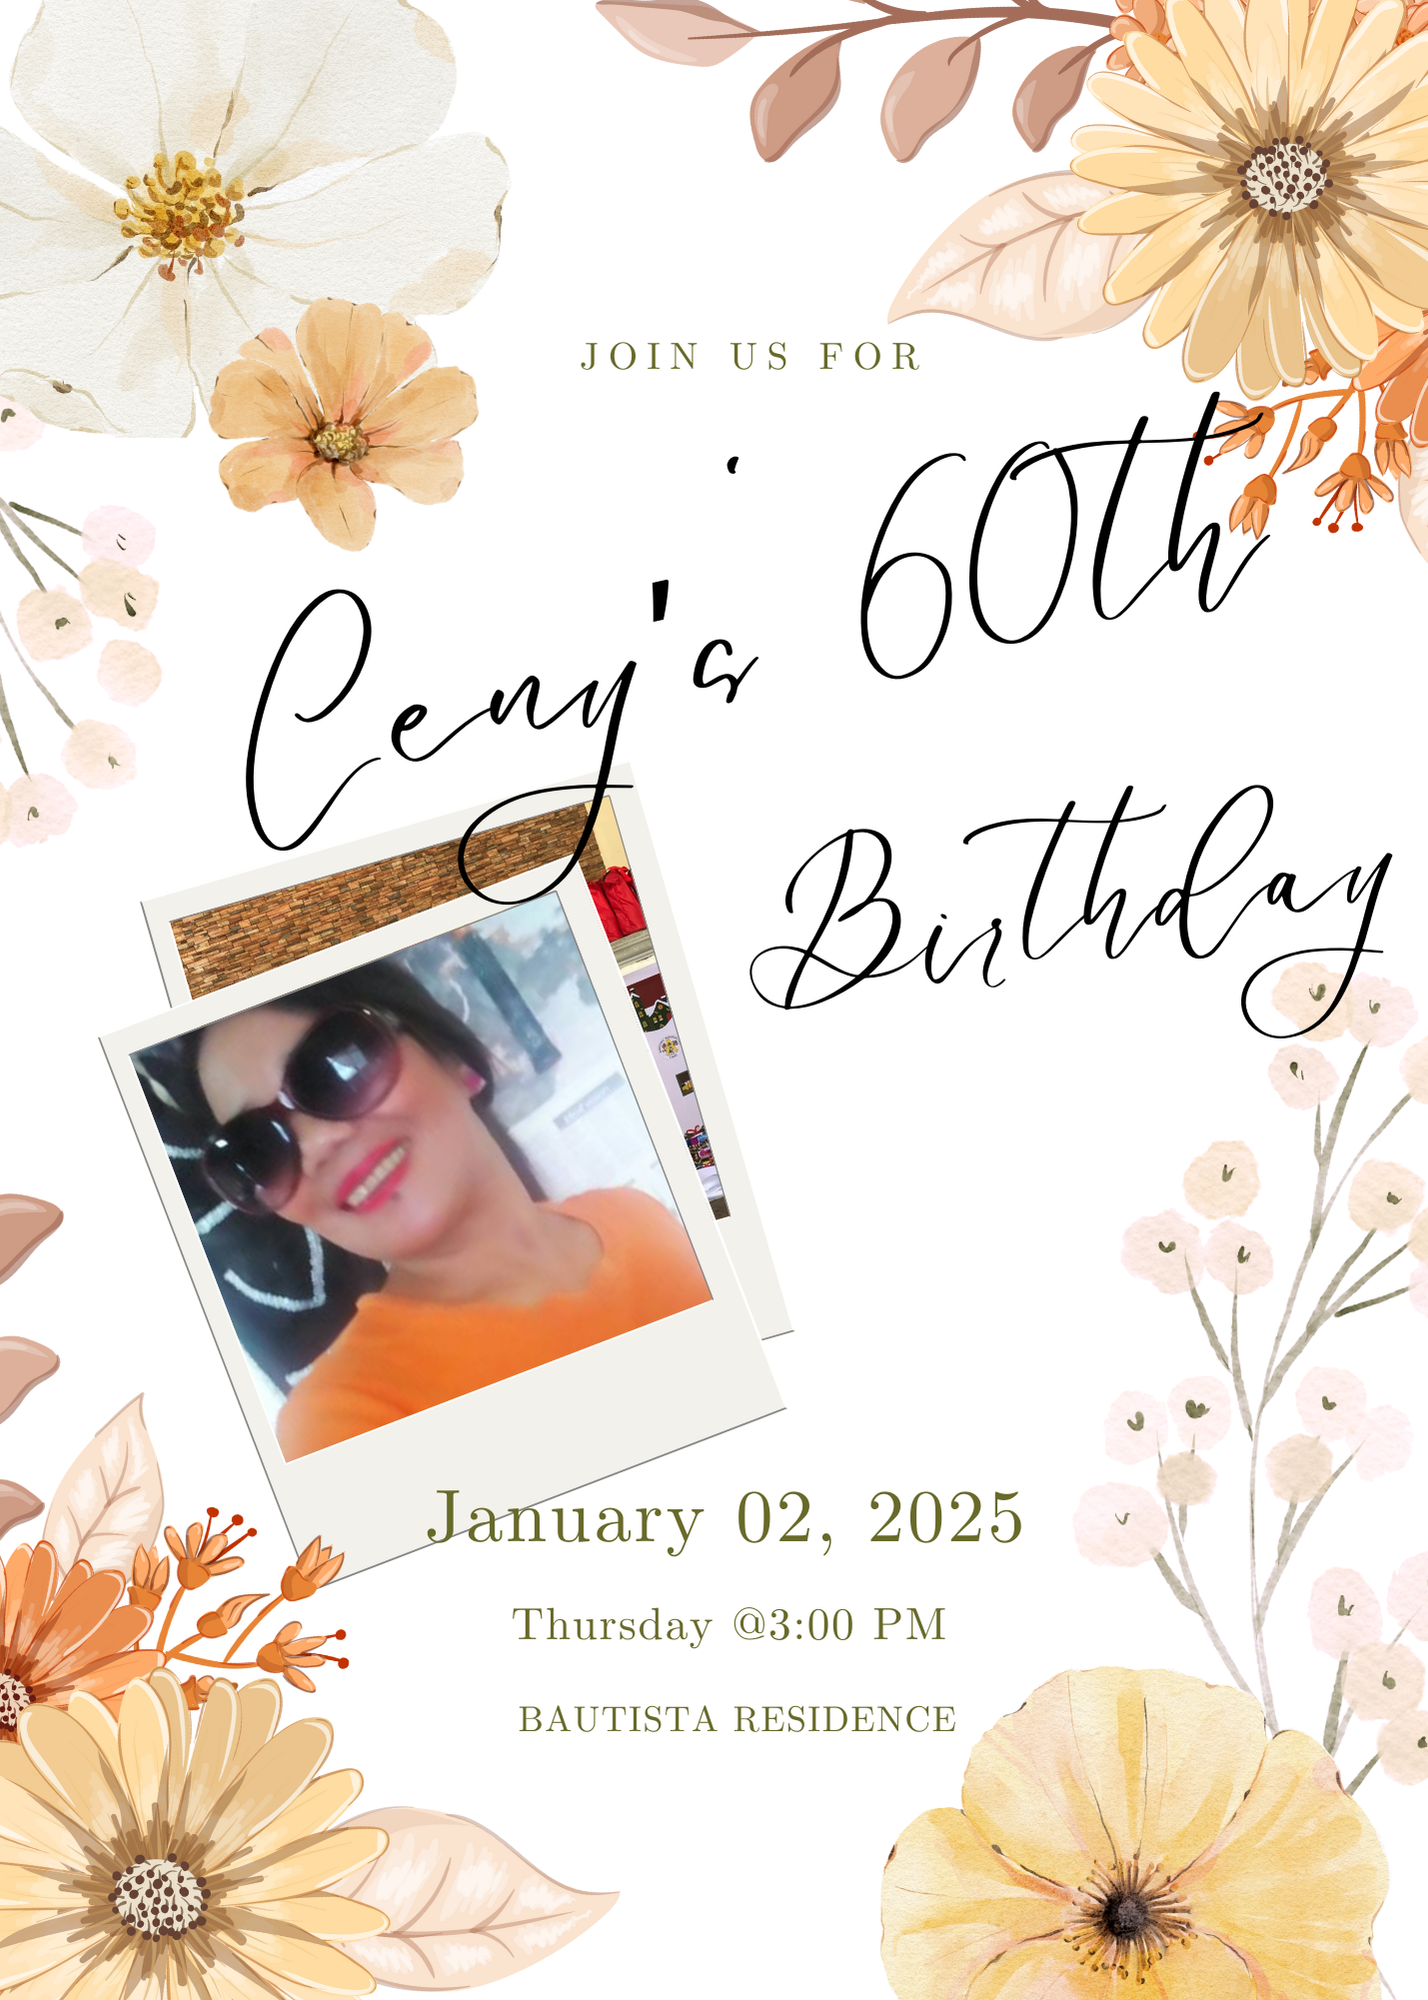 JOIN US FOR
Ceny's 60th
Birthday
January 02, 2025
Thursday @3:00 PM
BAUTISTA RESIDENCE